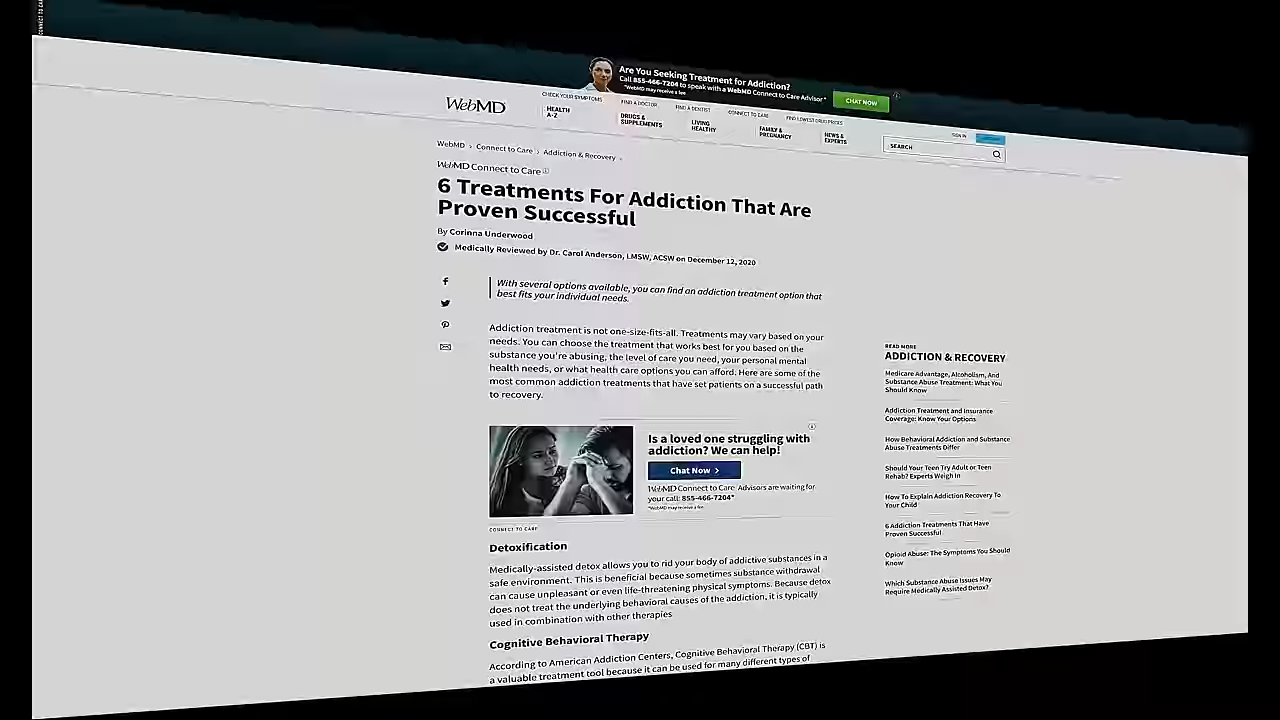 CONNECT TO CARE
Are You Seeking Treatment for Addiction?
Call 855-466-7204 to speak with a WebMD Connect to Care Advisor*
*WebMD may receive a fee
CHAT NOW
WebMD
CHECK YOUR SYMPTOMS
FIND A DOCTOR
FIND A DENTIST
CONNECT TO CARE
FIND LOWEST DRUG PRICES
SIGN IN
HEALTH
A-Z
DRUGS &
SUPPLEMENTS
LIVING
HEALTHY
FAMILY &
PREGNANCY
NEWS &
EXPERTS
SEARCH
WebMD > Connect to Care > Addiction & Recovery >
WebMD Connect to Care
6 Treatments For Addiction That Are
Proven Successful
By Corinna Underwood
Medically Reviewed by Dr. Carol Anderson, LMSW, ACSW on December 12, 2020
With several options available, you can find an addiction treatment option that
best fits your individual needs.
Addiction treatment is not one-size-fits-all. Treatments may vary based on your
needs. You can choose the treatment that works best for you based on the
substance you're abusing, the level of care you need, your personal mental
health needs, or what health care options you can afford. Here are some of the
most common addiction treatments that have set patients on a successful path
to recovery.
Is a loved one struggling with
addiction? We can help!
Chat Now >
WebMD Connect to Care Advisors are waiting for
your call: 855-466-7204*
*WebMD may receive a fee
CONNECT TO CARE
Detoxification
Medically-assisted detox allows you to rid your body of addictive substances in a
safe environment. This is beneficial because sometimes substance withdrawal
can cause unpleasant or even life-threatening physical symptoms. Because detox
does not treat the underlying behavioral causes of the addiction, it is typically
used in combination with other therapies
Cognitive Behavioral Therapy
According to American Addiction Centers, Cognitive Behavioral Therapy (CBT) is
a valuable treatment tool because it can be used for many different types of
READ MORE
ADDICTION & RECOVERY
Medicare Advantage, Alcoholism, And
Substance Abuse Treatment: What You
Should Know
Addiction Treatment and Insurance
Coverage: Know Your Options
How Behavioral Addiction and Substance
Abuse Treatments Differ
Should Your Teen Try Adult or Teen
Rehab? Experts Weigh In
How To Explain Addiction Recovery To
Your Child
6 Addiction Treatments That Have
Proven Successful
Opioid Abuse: The Symptoms You Should
Know
Which Substance Abuse Issues May
Require Medically Assisted Detox?